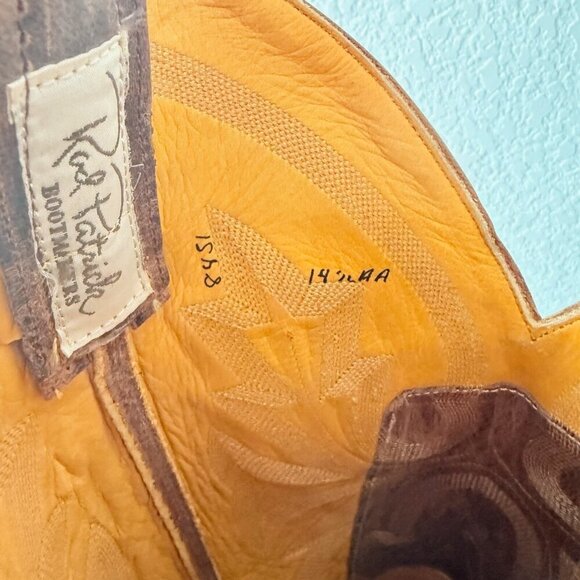 Rod Patrick
BOOTMAKERS
1548
14½AA